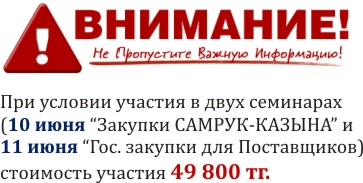 ВНИМАНИЕ!
Не Пропустите Важную Информацию!
При условии участия в двух семинарах
(10 июня “Закупки САМРУК-КАЗЫНА” и
11 июня “Гос. закупки для Поставщиков)
стоимость участия 49 800 тг.